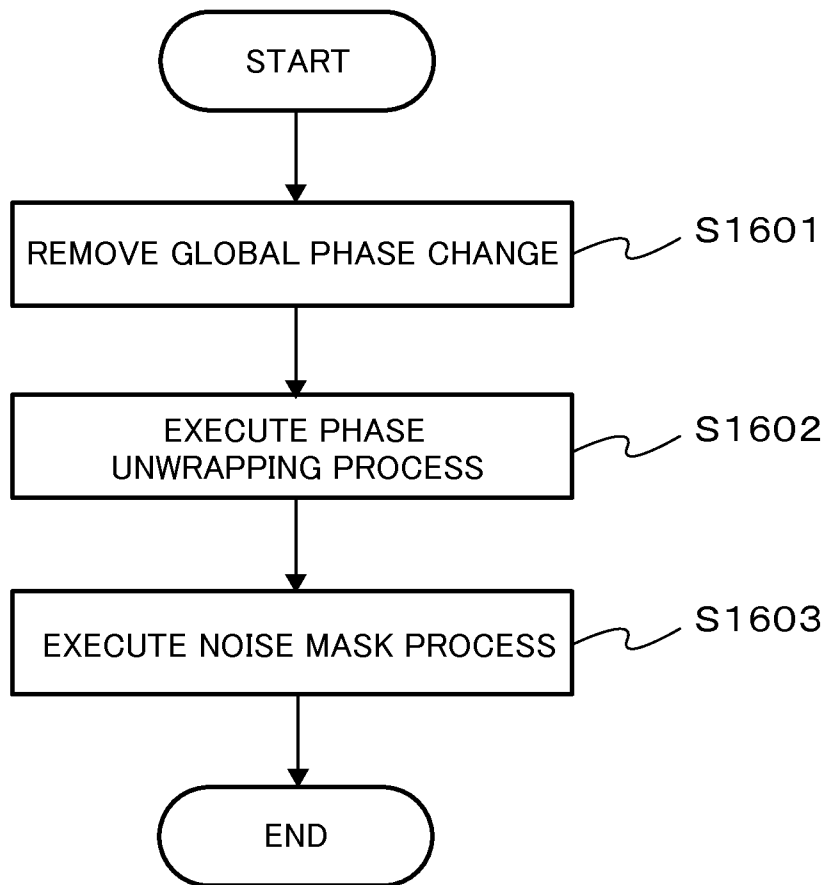 START
REMOVE GLOBAL PHASE CHANGE
S1601
EXECUTE PHASE
UNWRAPPING PROCESS
S1602
EXECUTE NOISE MASK PROCESS
S1603
END